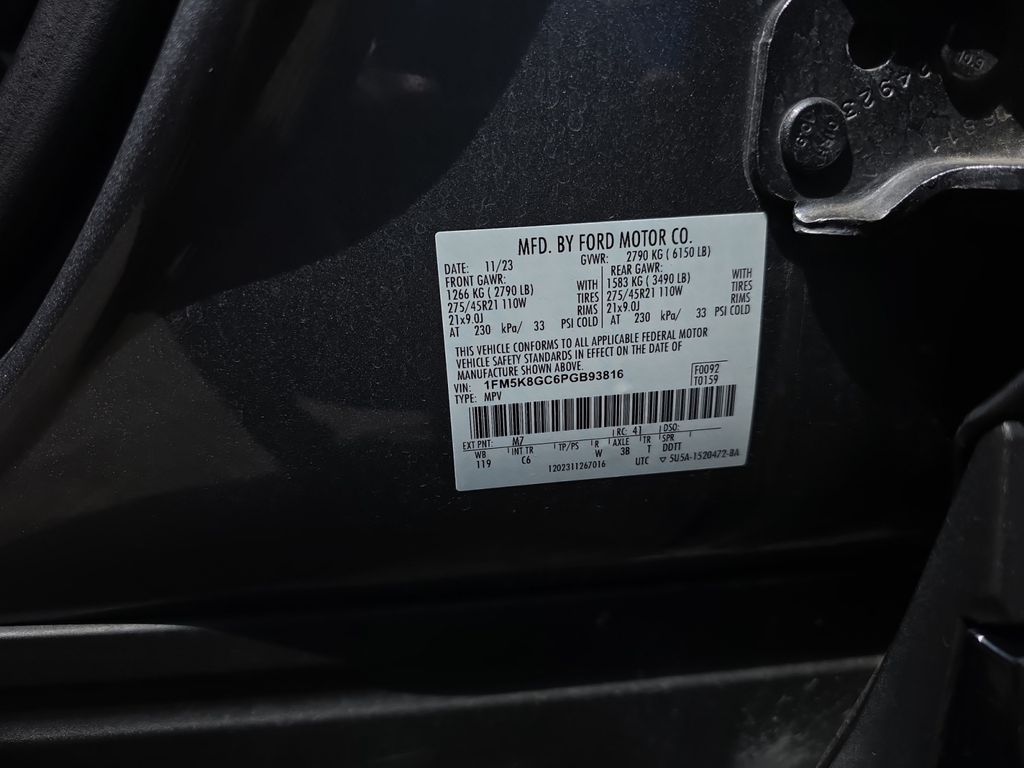 MFD. BY FORD MOTOR CO.
DATE: 11/23 GVWR: 2790 KG ( 6150 LB)
FRONT GAWR: REAR GAWR:
1266 KG ( 2790 LB) WITH 1583 KG ( 3490 LB) WITH
275/45R21 110W TIRES 275/45R21 110W TIRES
21x9.0J RIMS 21x9.0J RIMS
AT 230 kPa/ 33 PSI COLD AT 230 kPa/ 33 PSI COLD
THIS VEHICLE CONFORMS TO ALL APPLICABLE FEDERAL MOTOR
VEHICLE SAFETY STANDARDS IN EFFECT ON THE DATE OF
MANUFACTURE SHOWN ABOVE.
VIN: 1FM5K8GC6PGB93816 F0092
TYPE: MPV T0159
EXT PNT: M7 RC: 41 DSO:
WB INT TR TP/PS R AXLE TR SPR
119 C6 W 3B T DDTT
1202311267016 UTC ▽ 5U5A-1520472-BA